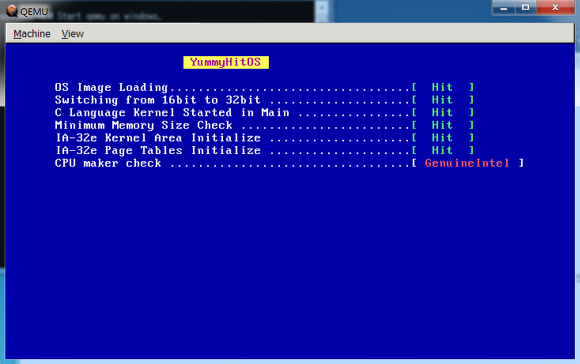 Start qemu on windows.
QEMU
Machine View
YummyHitOS
OS Image Loading..................................[ Hit ]
Switching from 16bit to 32bit ....................[ Hit ]
C Language Kernel Started in Main ................[ Hit ]
Minimum Memory Size Check ........................[ Hit ]
IA-32e Kernel Area Initialize ....................[ Hit ]
IA-32e Page Tables Initialize ....................[ Hit ]
CPU maker check ..................................[ GenuineIntel ]